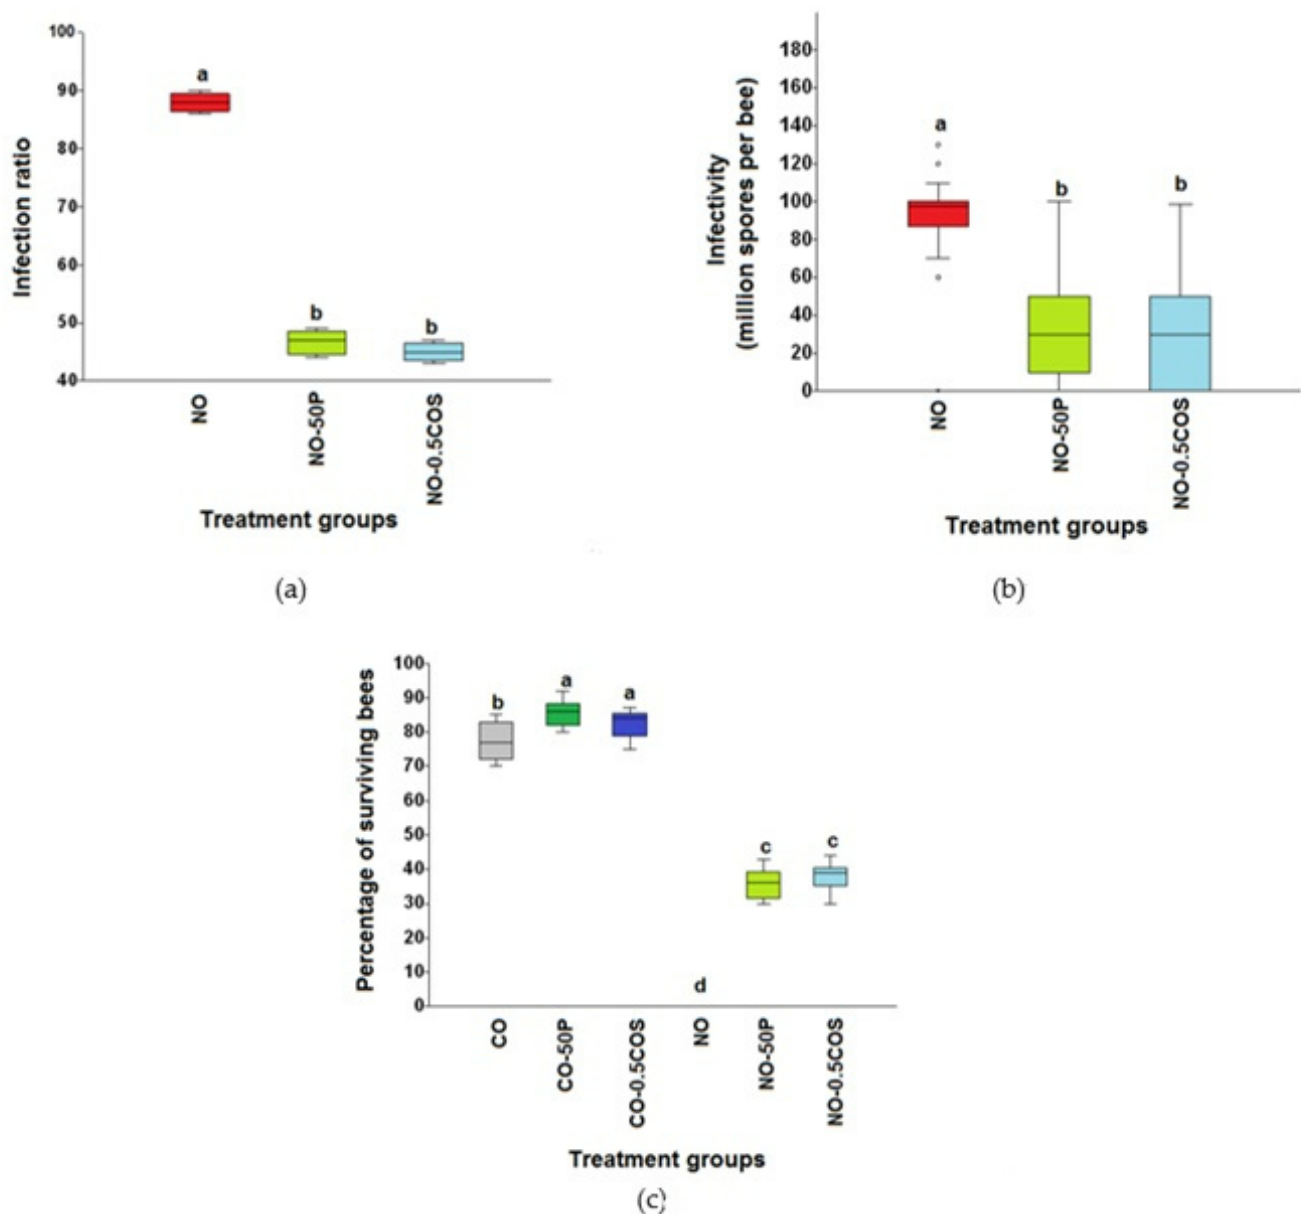 100
90
80
70
60
50
40
Infection ratio
a
b
b
NO
NO-50P
NO-0.5COS
Treatment groups
(a)
180
160
140
120
100
80
60
40
20
0
Infectivity
(million spores per bee)
a
b
b
NO
NO-50P
NO-0.5COS
Treatment groups
(b)
100
90
80
70
60
50
40
30
20
10
0
Percentage of surviving bees
b
a
a
d
c
c
CO
CO-50P
CO-0.5COS
NO
NO-50P
NO-0.5COS
Treatment groups
(c)